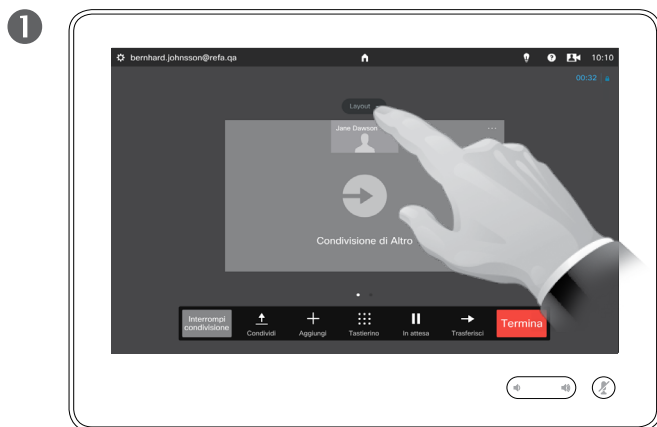 1
bernhard.johnsson@refa.qa
10:10
00:32
Layout
Jane Dawson
Condivisione di Altro
Interrompi
condivisione
Condividi
Aggiungi
Tastierino
In attesa
Trasferisci
Termina